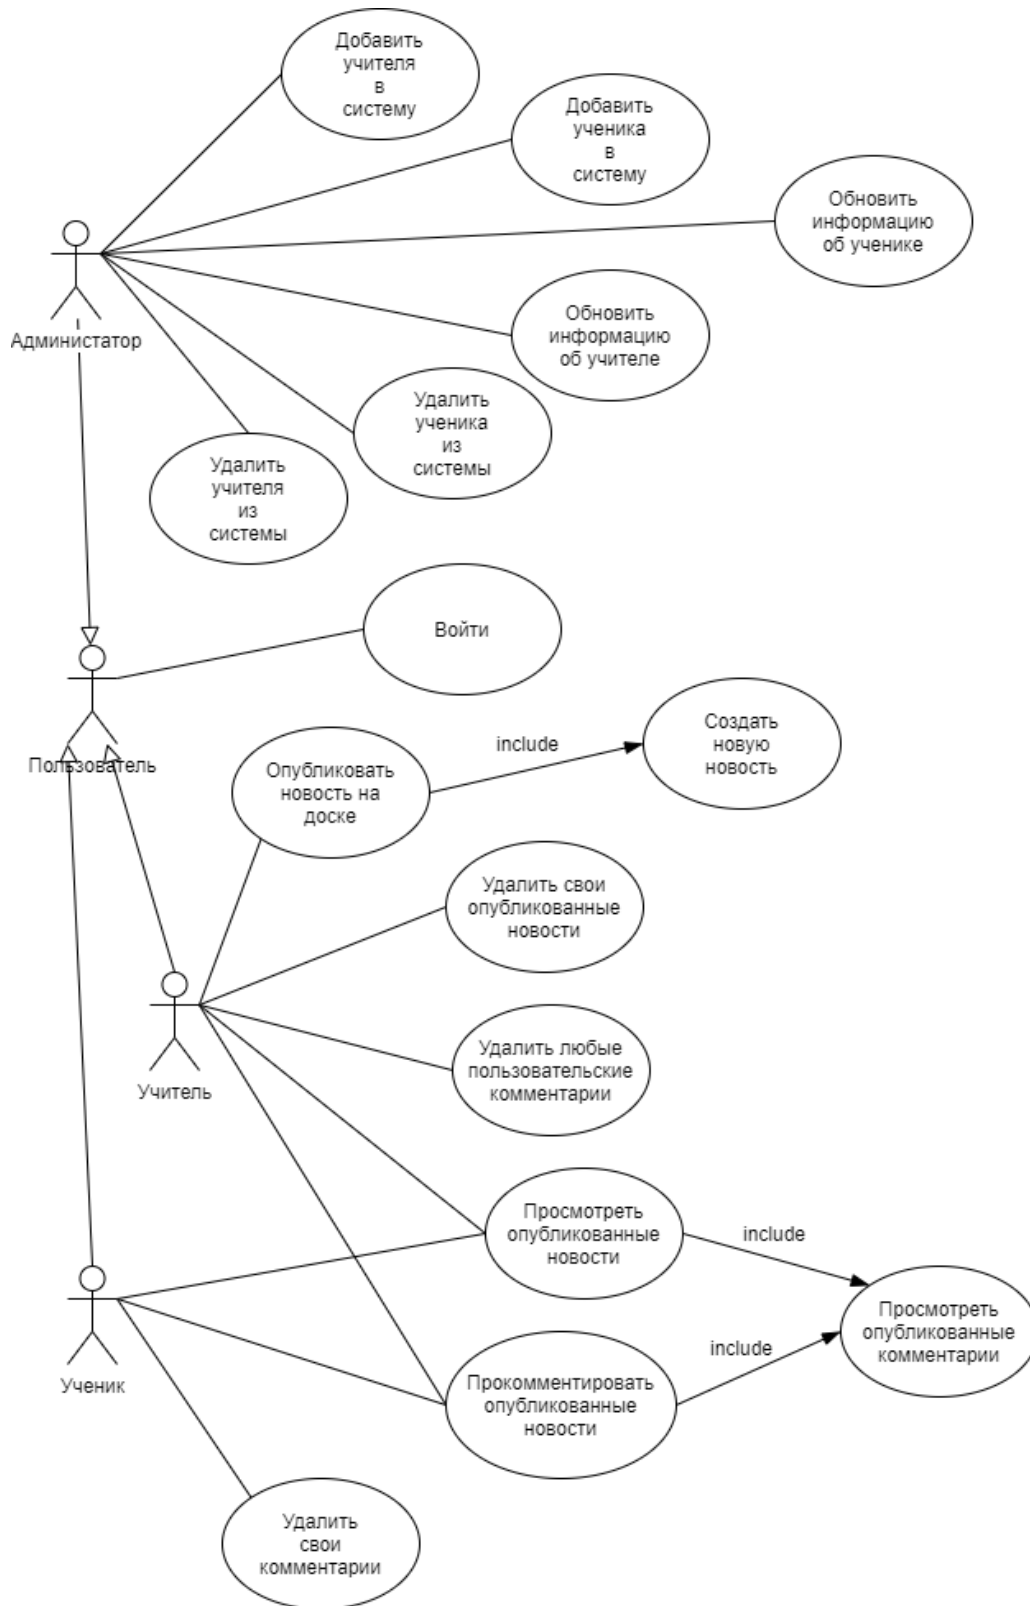 Добавить
учителя
в
систему
Добавить
ученика
в
систему
Обновить
информацию
об ученике
Администатор
Обновить
информацию
об учителе
Удалить
ученика
из
системы
Удалить
учителя
из
системы
Войти
Пользователь
Опубликовать
новость на
доске
include
Создать
новую
новость
Удалить свои
опубликованные
новости
Учитель
Удалить любые
пользовательские
комментарии
Просмотреть
опубликованные
новости
include
Просмотреть
опубликованные
комментарии
include
Ученик
Прокомментировать
опубликованные
новости
Удалить
свои
комментарии